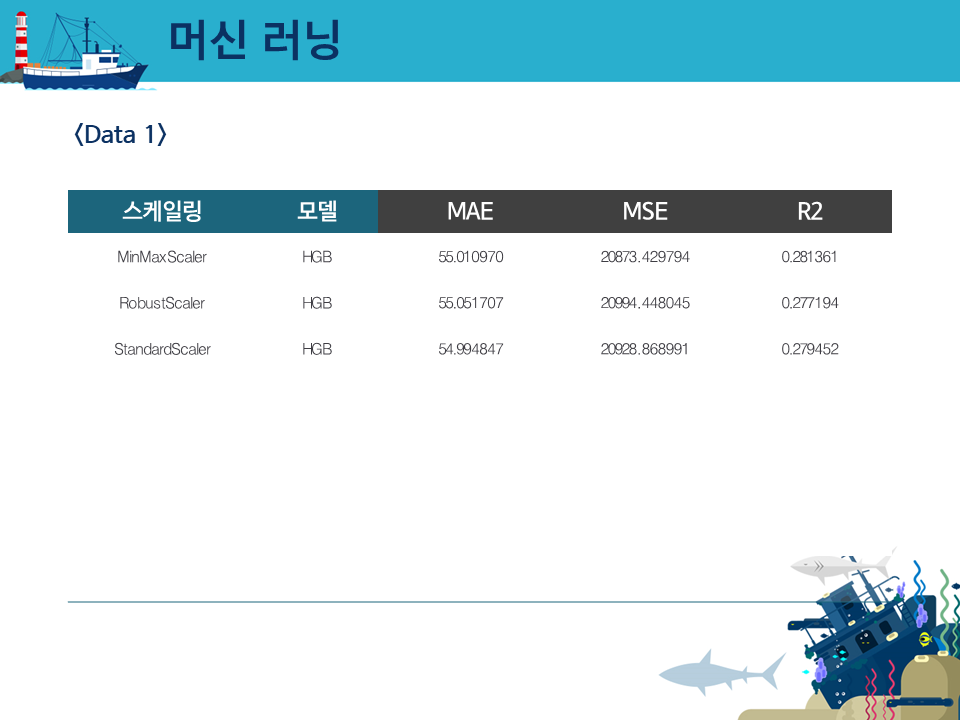 머신 러닝
<Data 1>
스케일링 모델 MAE MSE R2
MinMaxScaler HGB 55.010970 20873.429794 0.281361
RobustScaler HGB 55.051707 20994.448045 0.277194
StandardScaler HGB 54.994847 20928.868991 0.279452